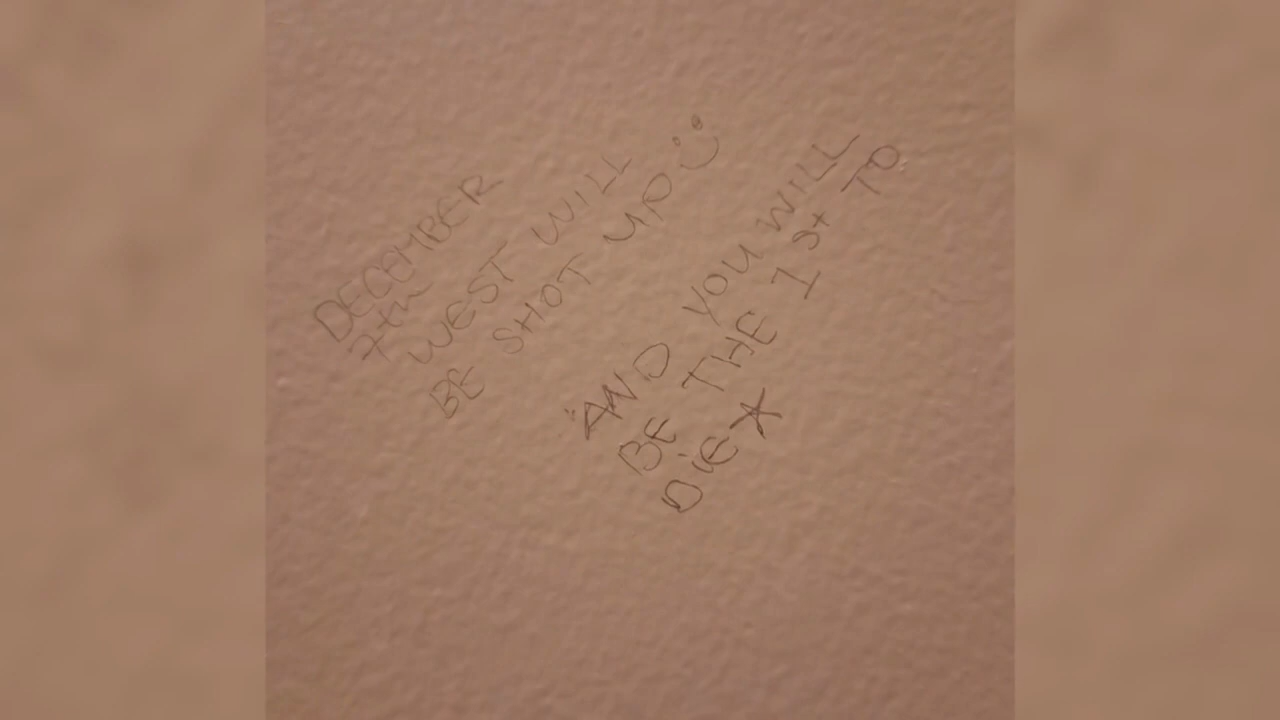 DECEMBER
7th
WEST WILL
BE SHOT UP :)
AND YOU WILL
BE THE 1st TO
DiE